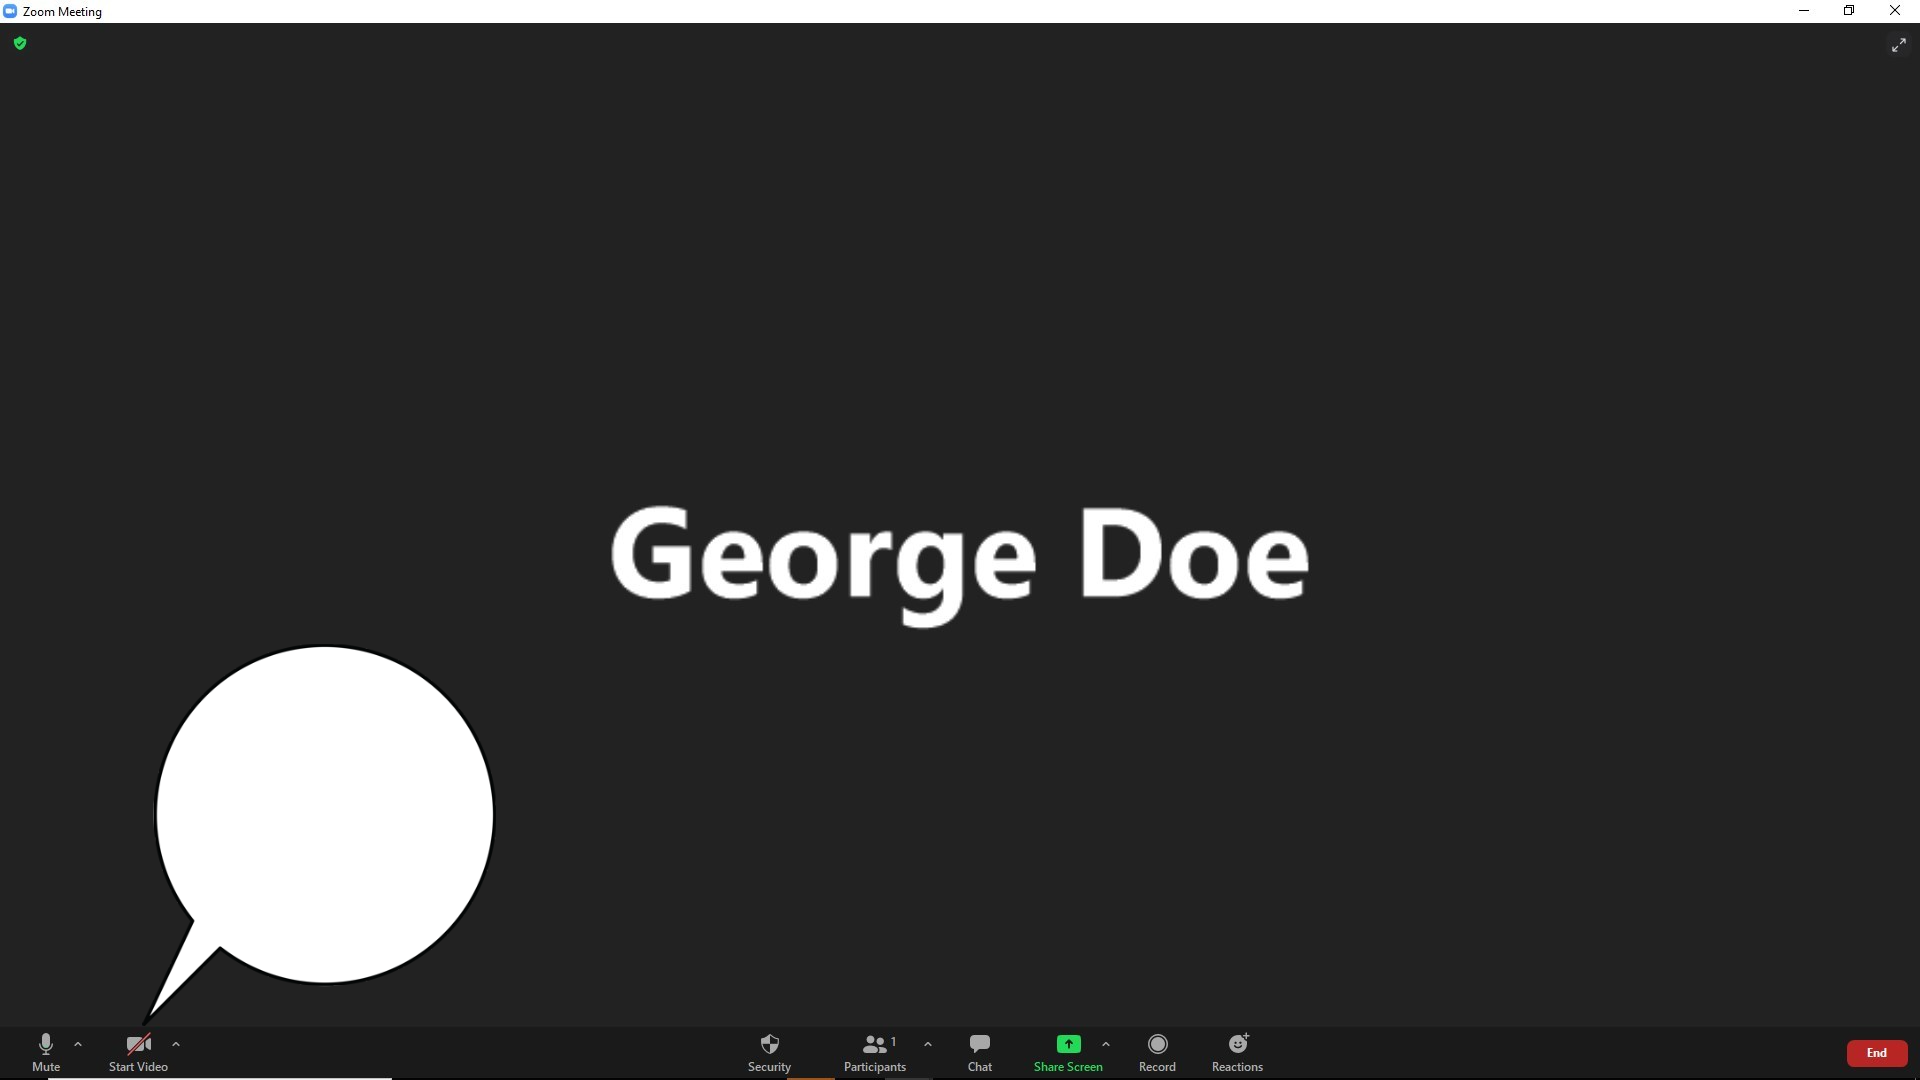 Zoom Meeting
George Doe
Mute
Start Video
Security
Participants
1
Chat
Share Screen
Record
Reactions
End